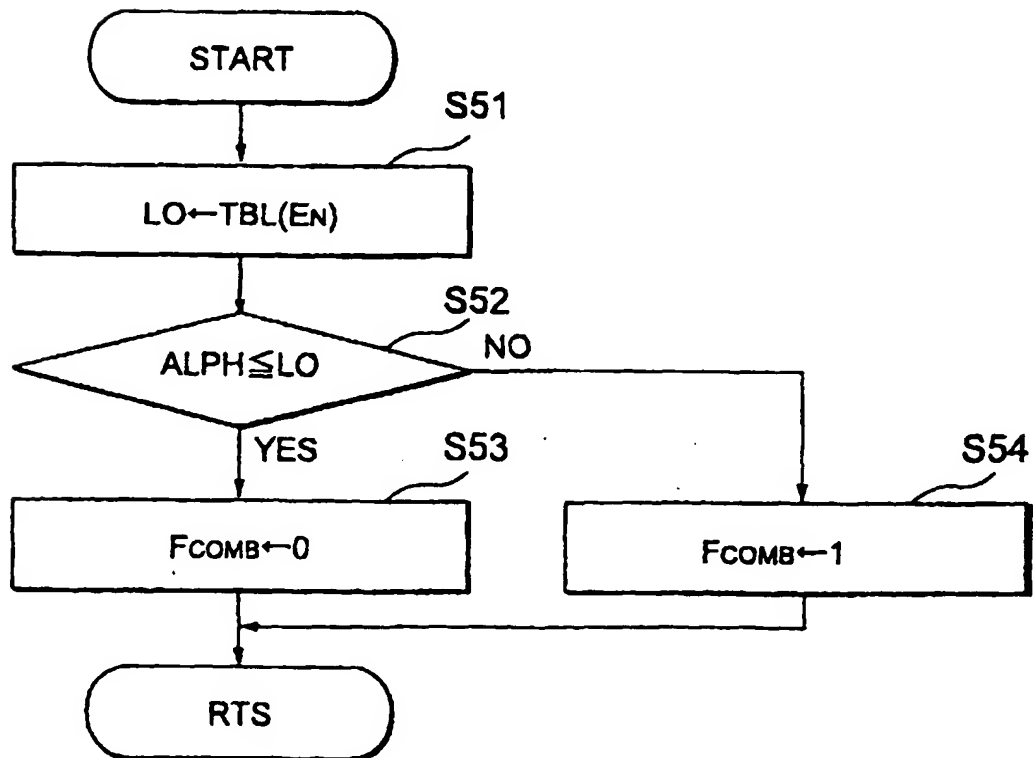 START
S51
LO←TBL(EN)
S52
ALPH≦LO
NO
YES
S53
S54
FCOMB←0
FCOMB←1
RTS